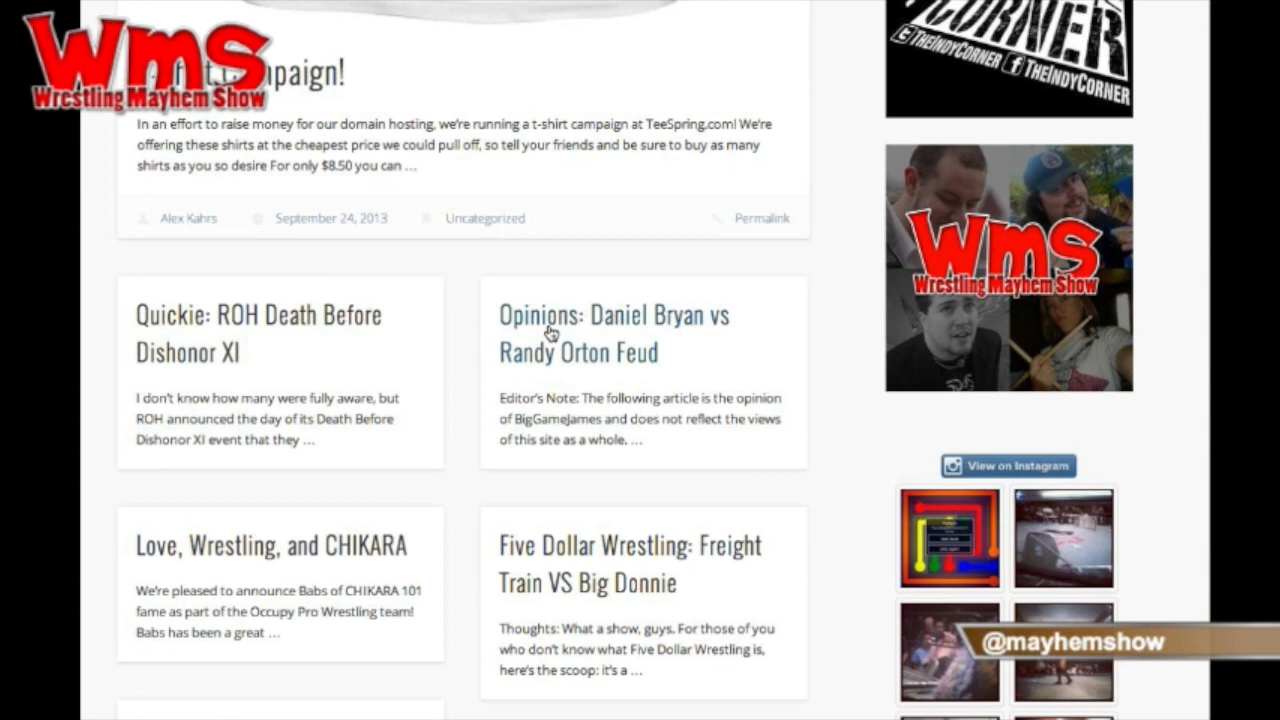 wms
Wrestling Mayhem Show
mpaign!
In an effort to raise money for our domain hosting, we're running a t-shirt campaign at TeeSpring.com! We're
offering these shirts at the cheapest price we could pull off, so tell your friends and be sure to buy as many
shirts as you so desire For only $8.50 you can ...
Alex Kahrs
September 24, 2013
Uncategorized
Permalink
Quickie: ROH Death Before
Dishonor XI
I don't know how many were fully aware, but
ROH announced the day of its Death Before
Dishonor XI event that they ...
Opinions: Daniel Bryan vs
Randy Orton Feud
Editor's Note: The following article is the opinion
of BigGameJames and does not reflect the views
of this site as a whole. ...
Love, Wrestling, and CHIKARA
We're pleased to announce Babs of CHIKARA 101
fame as part of the Occupy Pro Wrestling team!
Babs has been a great ...
Five Dollar Wrestling: Freight
Train VS Big Donnie
Thoughts: What a show, guys. For those of you
who don't know what Five Dollar Wrestling is,
here's the scoop: it's a ...
CORNER
THEINDYCORNER
THEINDYCORNER
wms
Wrestling Mayhem Show
View on Instagram
@mayhemshow